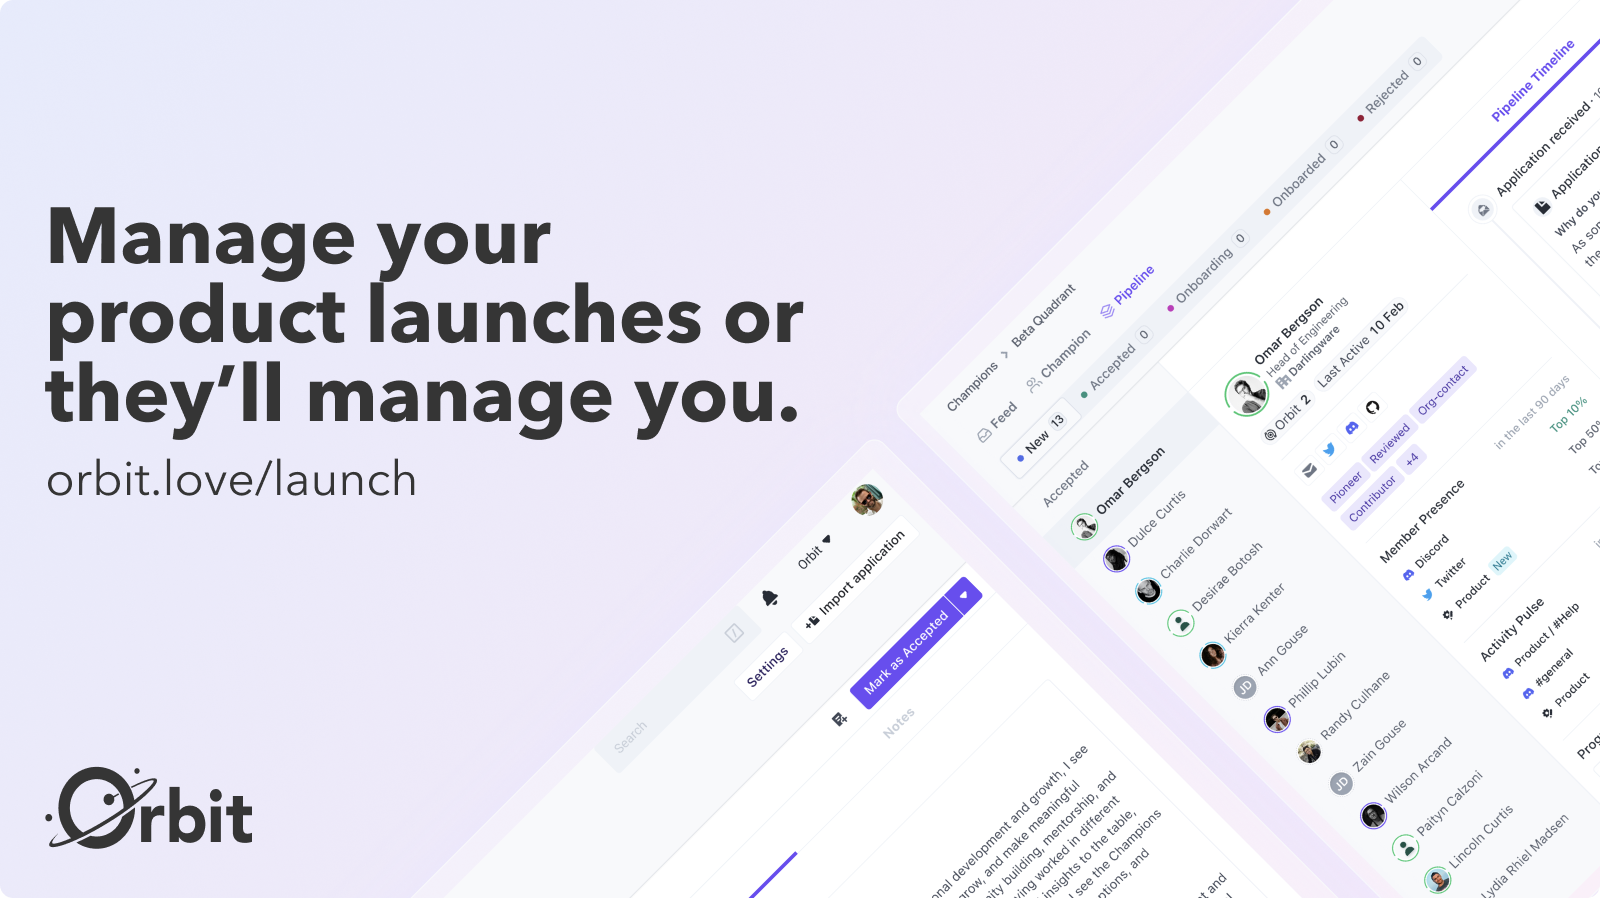 Manage your
product launches or
they’ll manage you.
orbit.love/launch
Orbit
Champions > Beta Quadrant
Feed
Champion
Pipeline
New 13
Accepted 0
Onboarding 0
Onboarded 0
Rejected 0
Accepted
Omar Bergson
Dulce Curtis
Charlie Dorwart
Desirae Botosh
Kierra Kenter
JD
Ann Gouse
Phillip Lubin
Randy Culhane
JD
Zain Gouse
Wilson Arcand
Paityn Calzoni
Lincoln Curtis
Lydia Rhiel Madsen
Omar Bergson
Head of Engineering
Darlingware
Orbit 2
Last Active 10 Feb
Pioneer
Reviewed
Org-contact
Contributor
+4
Member Presence
in the last 90 days
Discord
Top 10%
Twitter
Top 50%
Product New
Activity Pulse
Product / #Help
#general
Product
Pipeline Timeline
Application received ·
Application
Why do you
As
the
Search
/
Orbit
Settings
Import application
Mark as Accepted
Notes
onal development and growth, I see
grow, and make meaningful
ity building, mentorship, and
ving worked in different
insights to the table,
I see the Champions
ptions, and
nt and